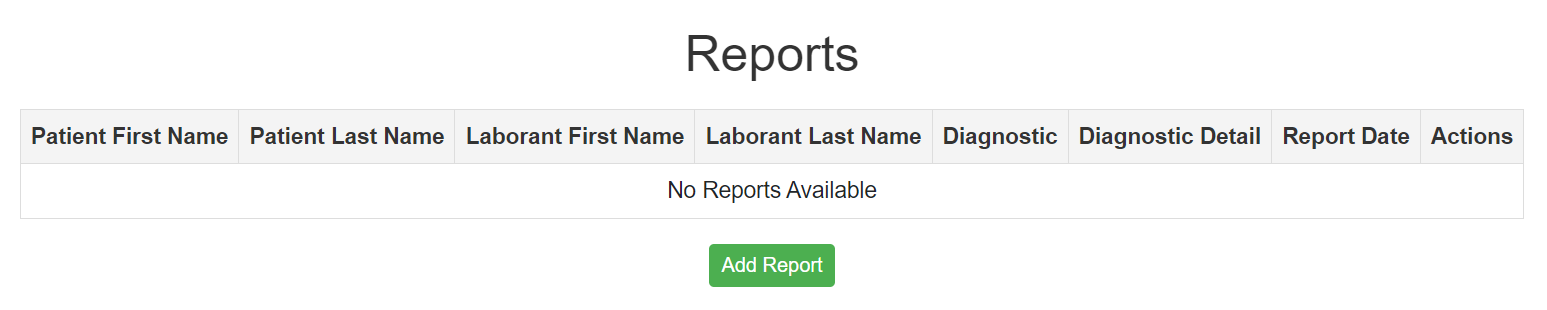 Reports
Patient First Name Patient Last Name Laborant First Name Laborant Last Name Diagnostic Diagnostic Detail Report Date Actions
No Reports Available
Add Report